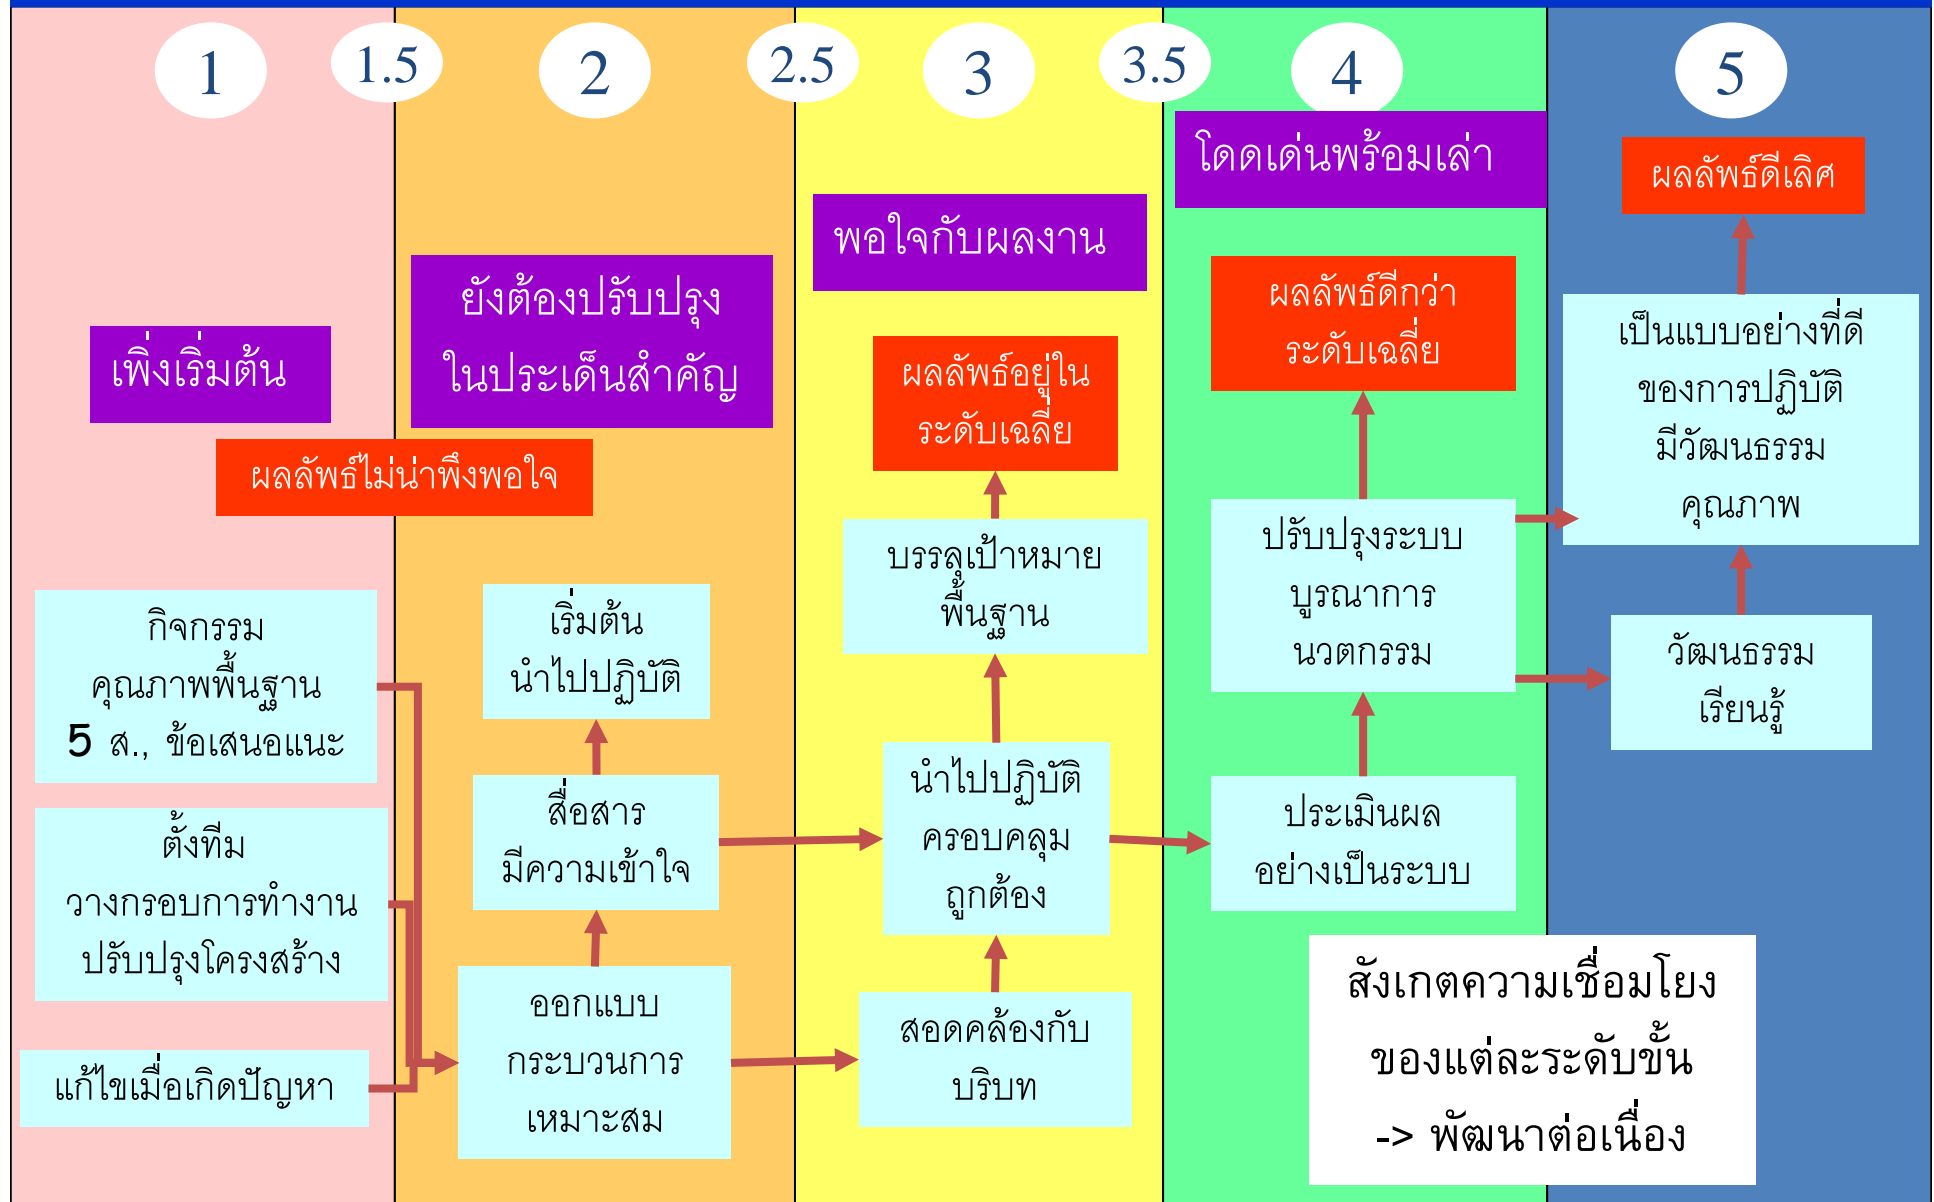 1
1.5
2
2.5
3
3.5
4
5
เพิ่งเริ่มต้น
ผลลัพธ์ไม่น่าพึงพอใจ
กิจกรรม
คุณภาพพื้นฐาน
5 ส., ข้อเสนอแนะ
ตั้งทีม
วางกรอบการทำงาน
ปรับปรุงโครงสร้าง
แก้ไขเมื่อเกิดปัญหา
ยังต้องปรับปรุง
ในประเด็นสำคัญ
เริ่มต้น
นำไปปฏิบัติ
สื่อสาร
มีความเข้าใจ
ออกแบบ
กระบวนการ
เหมาะสม
พอใจกับผลงาน
ผลลัพธ์อยู่ใน
ระดับเฉลี่ย
บรรลุเป้าหมาย
พื้นฐาน
นำไปปฏิบัติ
ครอบคลุม
ถูกต้อง
สอดคล้องกับ
บริบท
โดดเด่นพร้อมเล่า
ผลลัพธ์ดีกว่า
ระดับเฉลี่ย
ปรับปรุงระบบ
บูรณาการ
นวตกรรม
ประเมินผล
อย่างเป็นระบบ
ผลลัพธ์ดีเลิศ
เป็นแบบอย่างที่ดี
ของการปฏิบัติ
มีวัฒนธรรม
คุณภาพ
วัฒนธรรม
เรียนรู้
สังเกตความเชื่อมโยง
ของแต่ละระดับขั้น
-> พัฒนาต่อเนื่อง